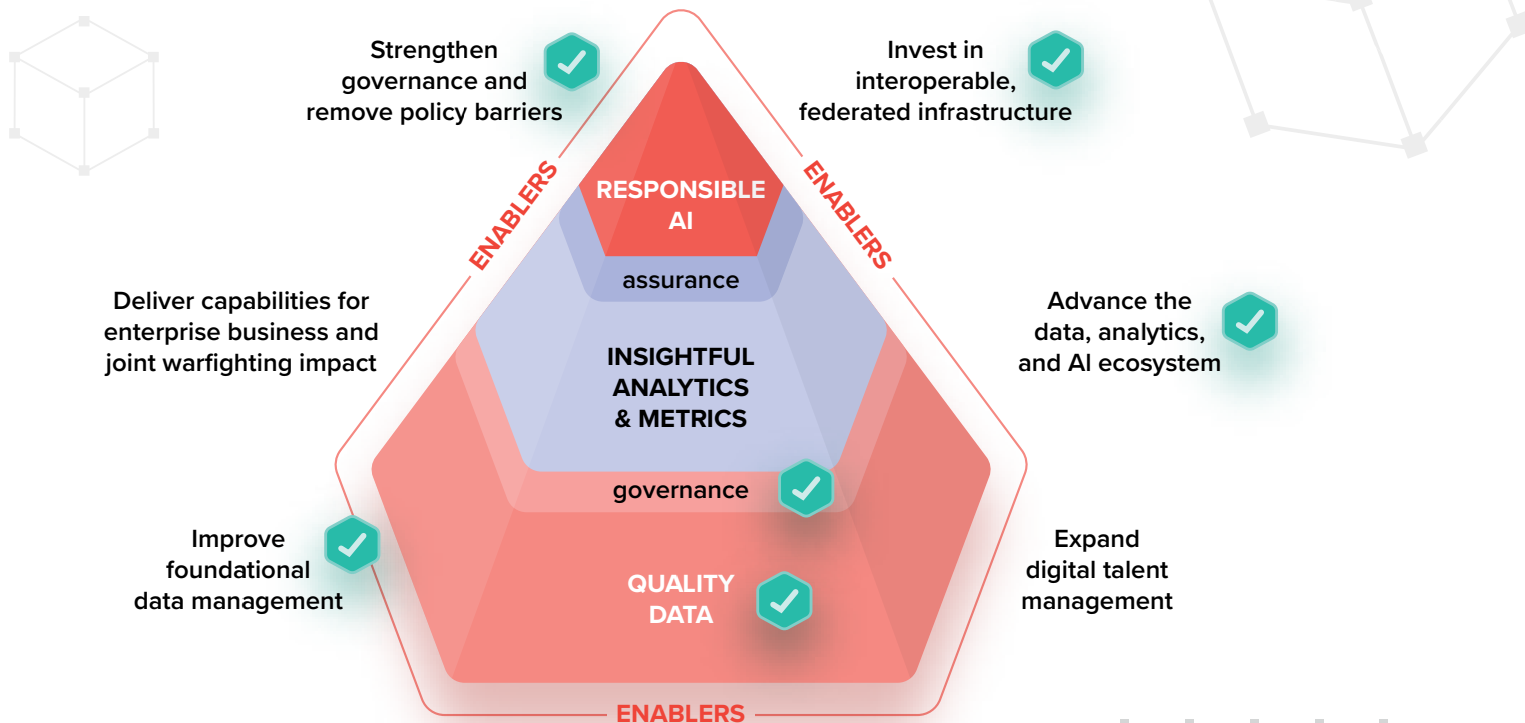 Strengthen
governance and
remove policy barriers
Invest in
interoperable,
federated infrastructure
ENABLERS
ENABLERS
RESPONSIBLE
AI
assurance
Deliver capabilities for
enterprise business and
joint warfighting impact
INSIGHTFUL
ANALYTICS
& METRICS
Advance the
data, analytics,
and AI ecosystem
governance
Improve
foundational
data management
QUALITY
DATA
Expand
digital talent
management
ENABLERS